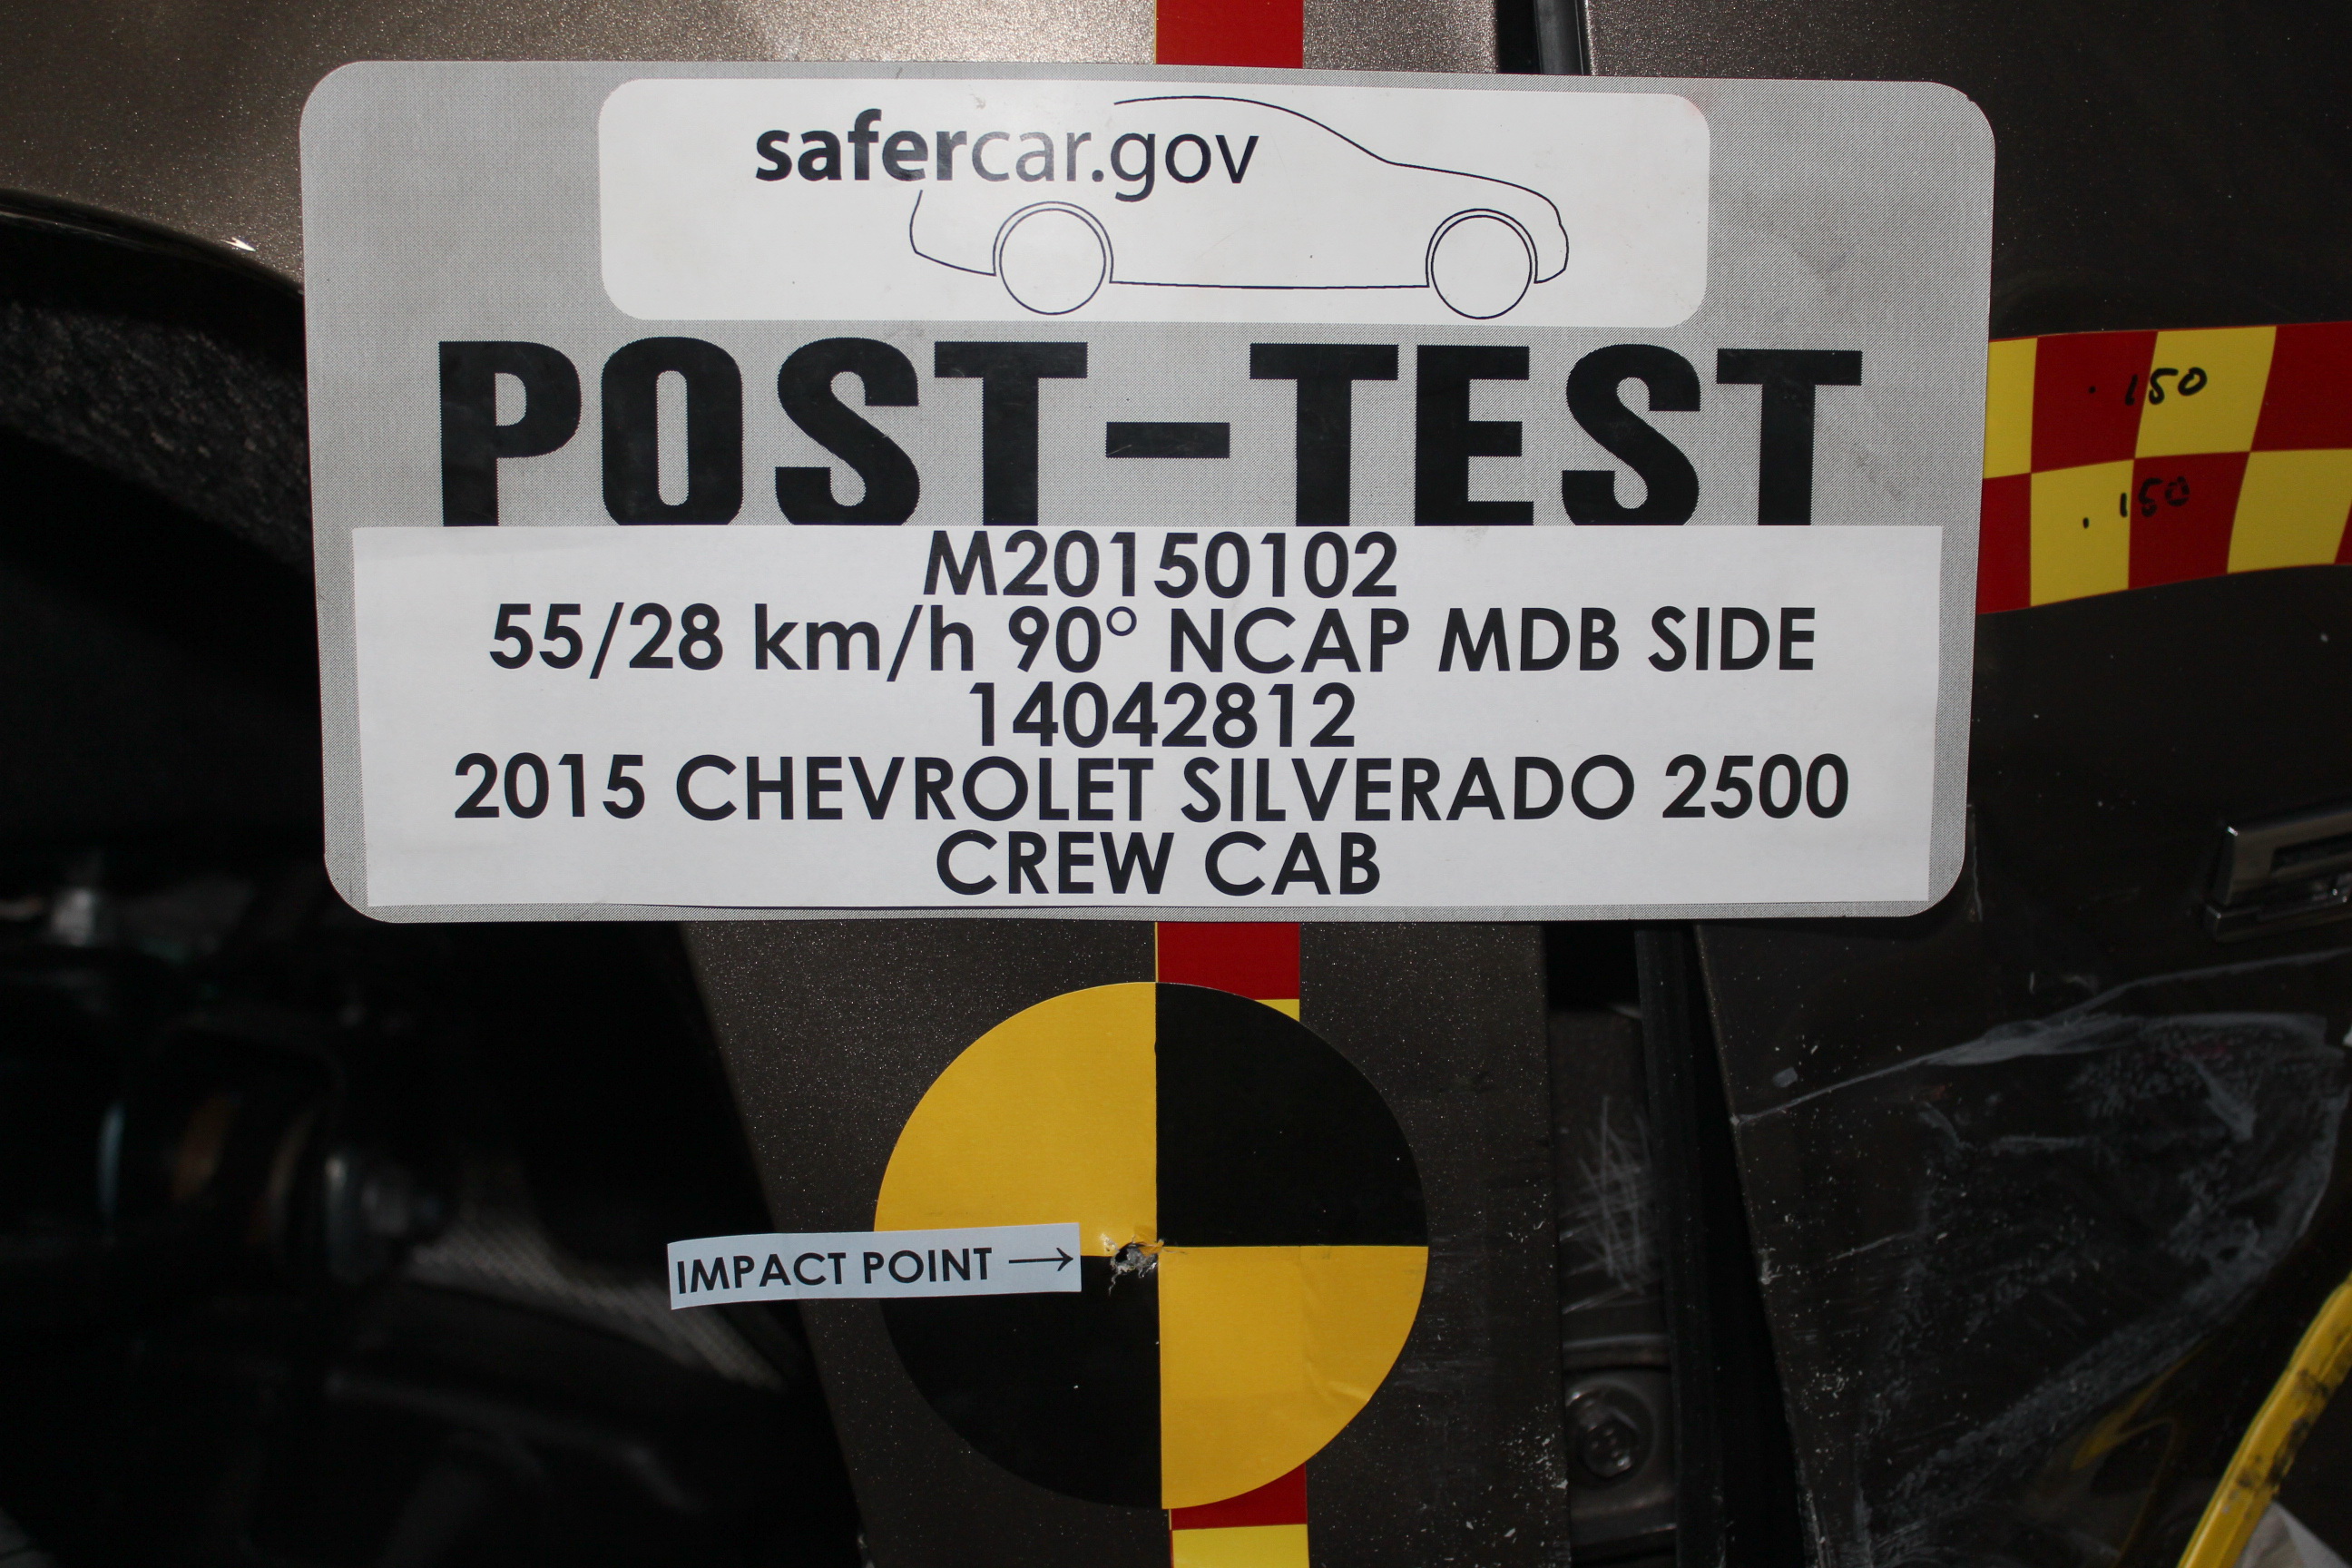 safercar.gov
POST-TEST
.150
.150
M20150102
55/28 km/h 90° NCAP MDB SIDE
14042812
2015 CHEVROLET SILVERADO 2500
CREW CAB
IMPACT POINT →